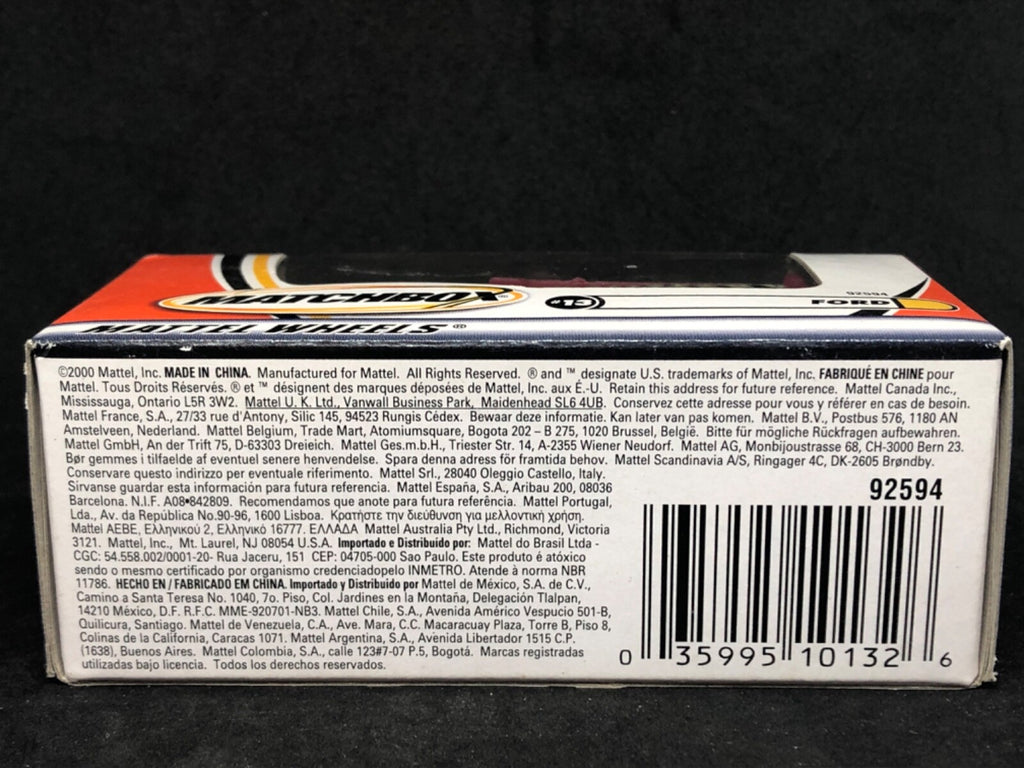 MATCHBOX
#13
92594
FORD
MATTEL WHEELS®
©2000 Mattel, Inc. MADE IN CHINA. Manufactured for Mattel. All Rights Reserved. ® and ™ designate U.S. trademarks of Mattel, Inc. FABRIQUÉ EN CHINE pour
Mattel. Tous Droits Réservés. ® et ™ désignent des marques déposées de Mattel, Inc. aux É.-U. Retain this address for future reference. Mattel Canada Inc.,
Mississauga, Ontario L5R 3W2. Mattel U. K. Ltd., Vanwall Business Park, Maidenhead SL6 4UB. Conservez cette adresse pour vous y référer en cas de besoin.
Mattel France, S.A., 27/33 rue d'Antony, Silic 145, 94523 Rungis Cédex. Bewaar deze informatie. Kan later van pas komen. Mattel B.V., Postbus 576, 1180 AN
Amstelveen, Nederland. Mattel Belgium, Trade Mart, Atomiumsquare, Bogota 202 – B 275, 1020 Brussel, België. Bitte für mögliche Rückfragen aufbewahren.
Mattel GmbH, An der Trift 75, D-63303 Dreieich. Mattel Ges.m.b.H., Triester Str. 14, A-2355 Wiener Neudorf. Mattel AG, Monbijoustrasse 68, CH-3000 Bern 23.
Bør gemmes i tilfaelde af eventuel senere henvendelse. Spara denna adress för framtida behov. Mattel Scandinavia A/S, Ringager 4C, DK-2605 Brøndby.
Conservare questo indirizzo per eventuale riferimento. Mattel Srl., 28040 Oleggio Castello, Italy.
Sirvanse guardar esta información para futura referencia. Mattel España, S.A., Aribau 200, 08036
Barcelona. N.I.F. A08•842809. Recomendamos que anote para futura referência. Mattel Portugal,
Lda., Av. da República No.90-96, 1600 Lisboa. Κρατήστε την διεύθυνση για μελλοντική χρήση.
Mattel AEBE, Ελληνικού 2, Ελληνικό 16777, ΕΛΛΑΔΑ Mattel Australia Pty Ltd., Richmond, Victoria
3121. Mattel, Inc., Mt. Laurel, NJ 08054 U.S.A. Importado e Distribuido por: Mattel do Brasil Ltda -
CGC: 54.558.002/0001-20- Rua Jaceru, 151 CEP: 04705-000 Sao Paulo. Este produto é atóxico
sendo o mesmo certificado por organismo credenciadopelo INMETRO. Atende à norma NBR
11786. HECHO EN / FABRICADO EM CHINA. Importado y Distribuido por Mattel de México, S.A. de C.V.,
Camino a Santa Teresa No. 1040, 7o. Piso, Col. Jardines en la Montaña, Delegación Tlalpan,
14210 México, D.F. R.F.C. MME-920701-NB3. Mattel Chile, S.A., Avenida Américo Vespucio 501-B,
Quilicura, Santiago. Mattel de Venezuela, C.A., Ave. Mara, C.C. Macaracuay Plaza, Torre B, Piso 8,
Colinas de la California, Caracas 1071. Mattel Argentina, S.A., Avenida Libertador 1515 C.P.
(1638), Buenos Aires. Mattel Colombia, S.A., calle 123#7-07 P.5, Bogotá. Marcas registradas
utilizadas bajo licencia. Todos los derechos reservados.
92594
0 35995 10132 6